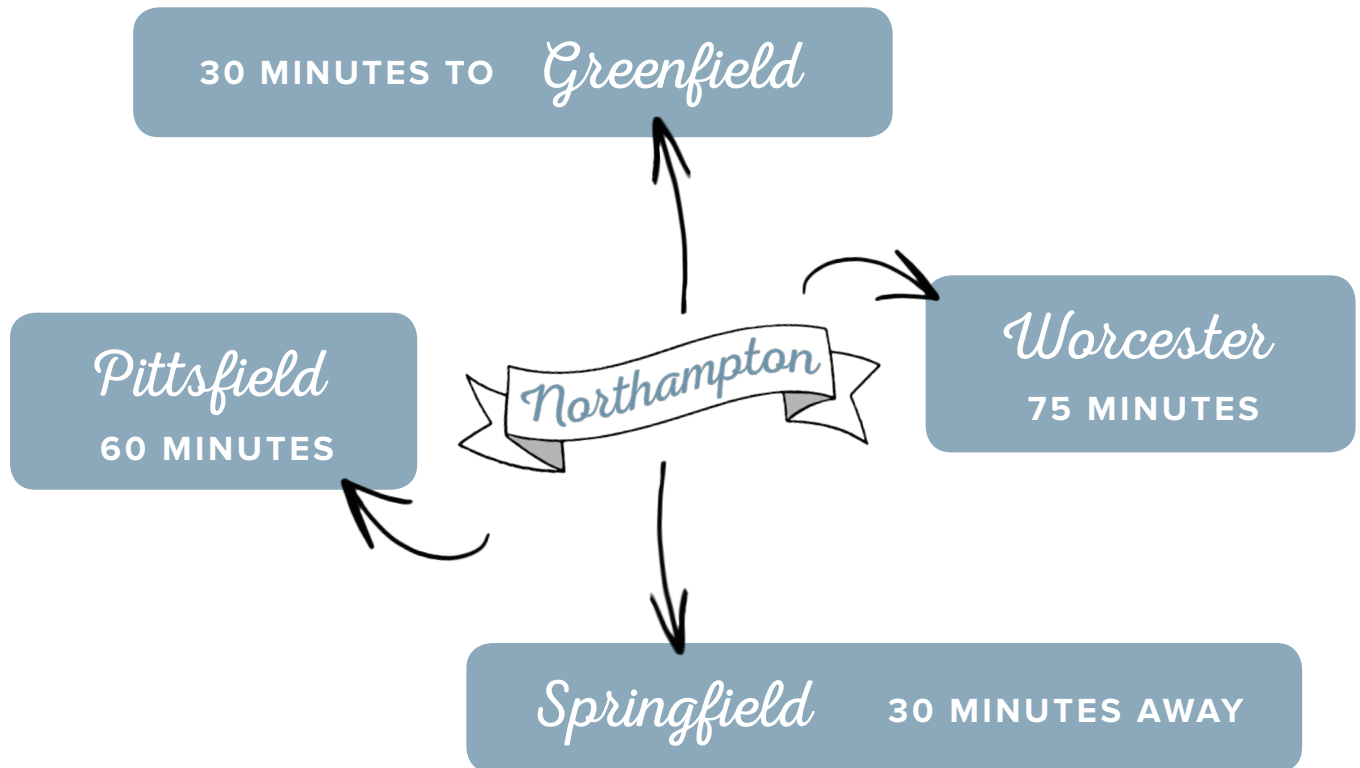 30 MINUTES TO Greenfield
Worcester
75 MINUTES
Northampton
Pittsfield
60 MINUTES
Springfield 30 MINUTES AWAY